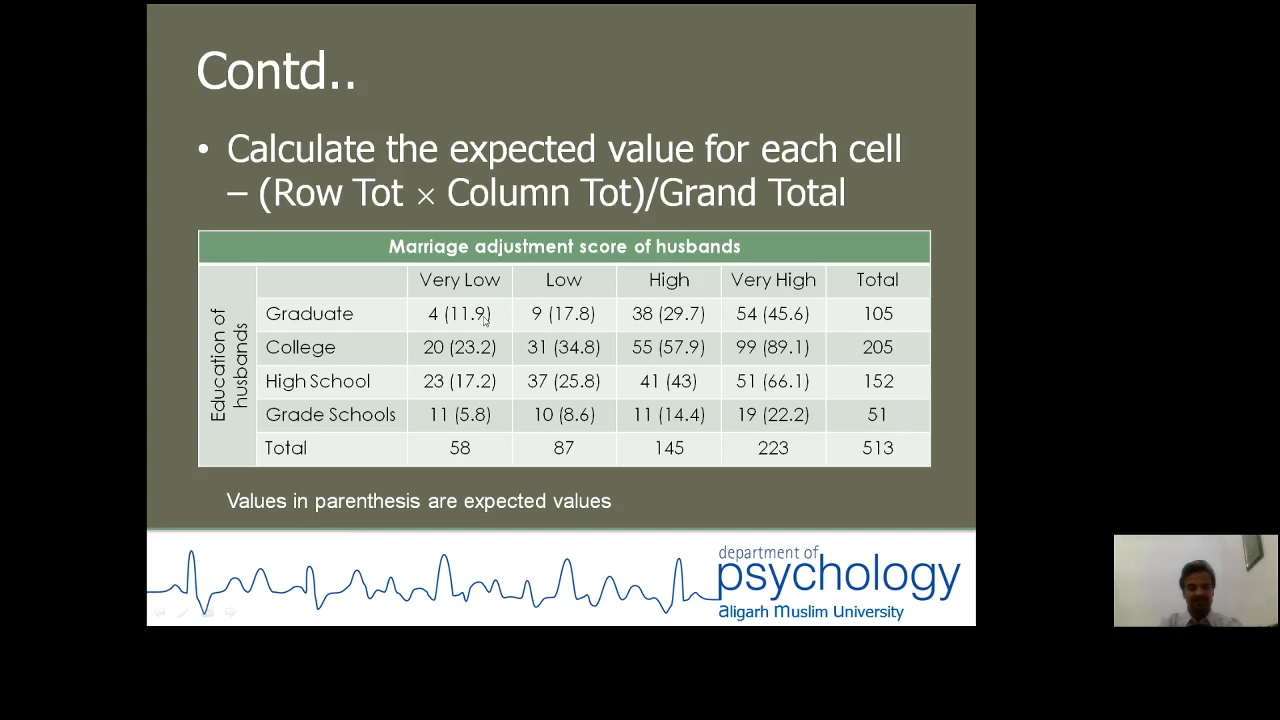 Contd..
• Calculate the expected value for each cell
– (Row Tot × Column Tot)/Grand Total
Marriage adjustment score of husbands
Education of husbands
Very Low Low High Very High Total
Graduate 4 (11.9) 9 (17.8) 38 (29.7) 54 (45.6) 105
College 20 (23.2) 31 (34.8) 55 (57.9) 99 (89.1) 205
High School 23 (17.2) 37 (25.8) 41 (43) 51 (66.1) 152
Grade Schools 11 (5.8) 10 (8.6) 11 (14.4) 19 (22.2) 51
Total 58 87 145 223 513
Values in parenthesis are expected values
department of
psychology
aligarh muslim University